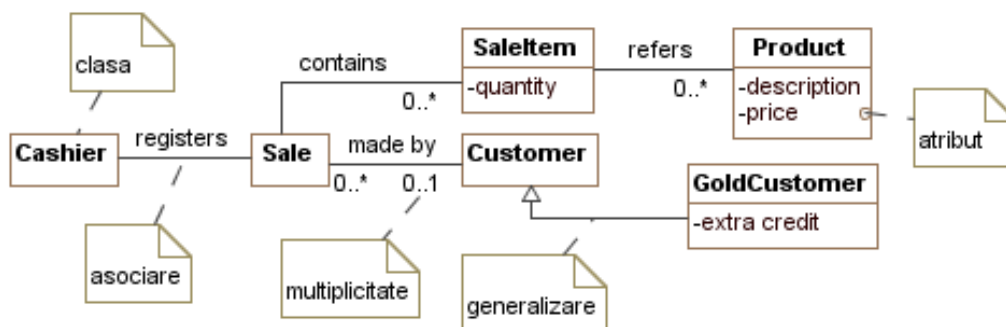 clasa
contains
SaleItem
-quantity
0..*
refers
0..*
Product
-description
-price
atribut
Cashier
registers
Sale
made by
0..*
0..1
Customer
GoldCustomer
-extra credit
asociare
multiplicitate
generalizare